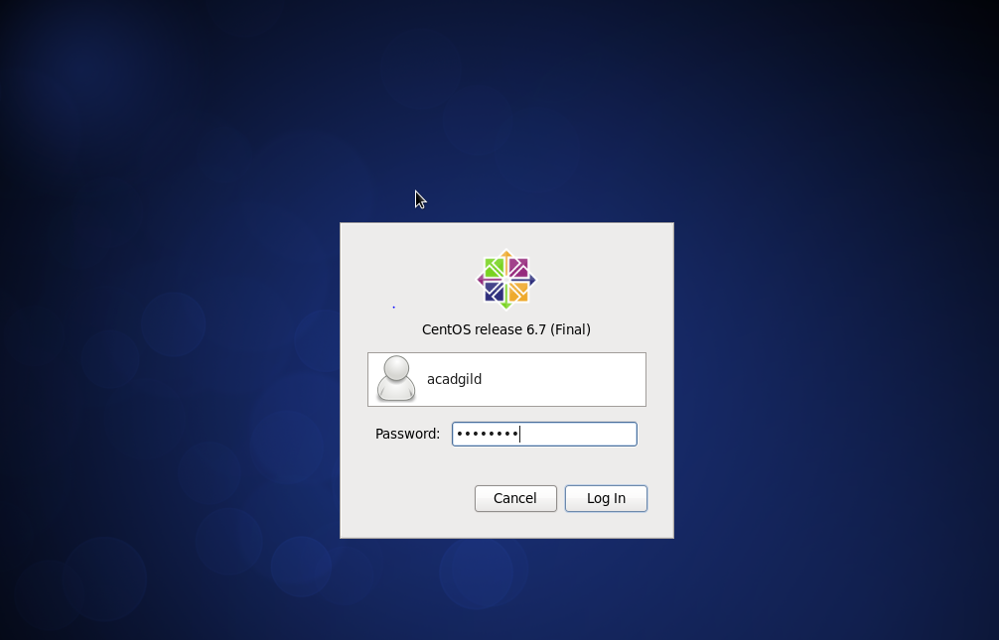 CentOS release 6.7 (Final)
acadgild
Password: ••••••••
Cancel Log In